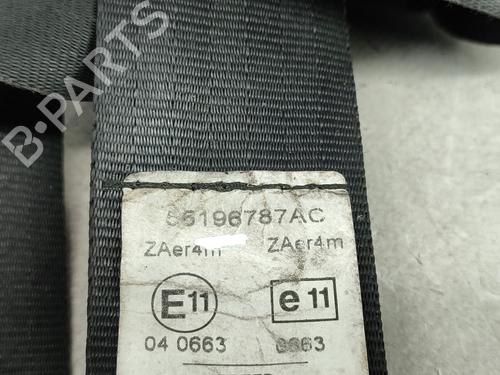 B-PARTS
55196787AC
ZAer4m ZAer4m
E11 e11
04 0663 0663